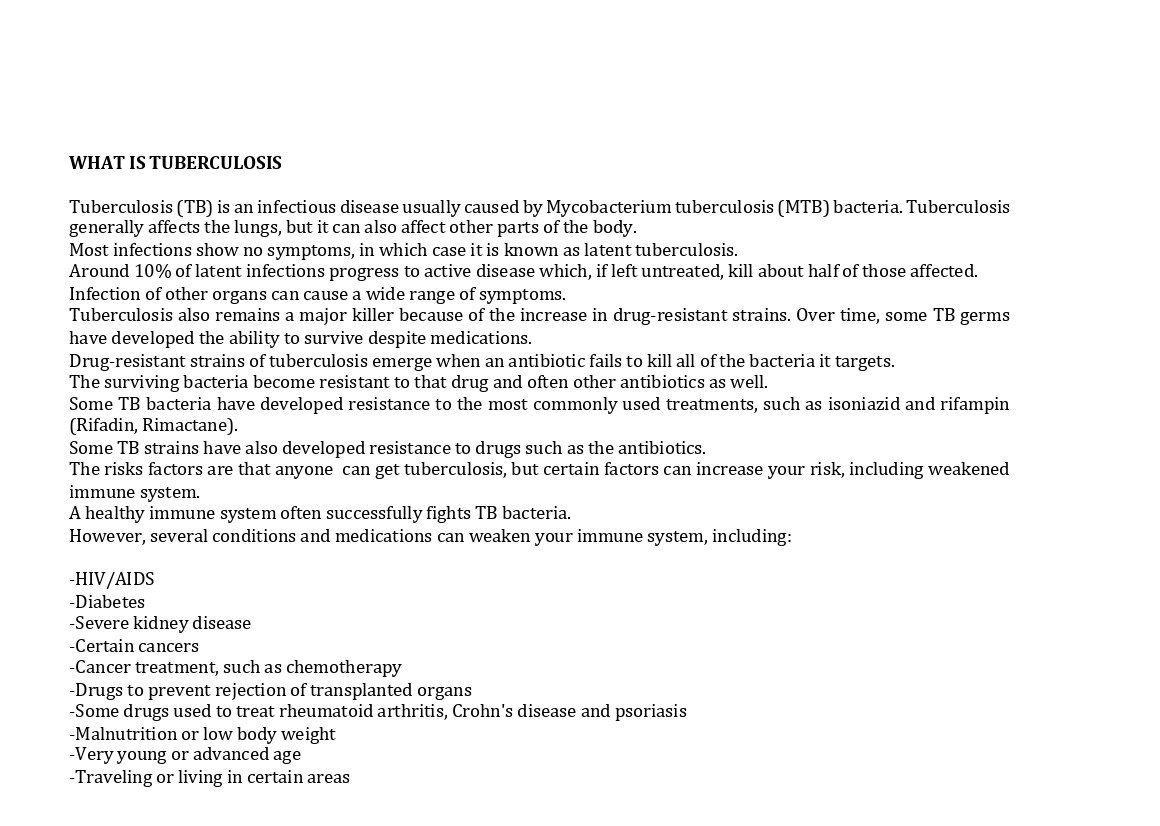 WHAT IS TUBERCULOSIS
Tuberculosis (TB) is an infectious disease usually caused by Mycobacterium tuberculosis (MTB) bacteria. Tuberculosis
generally affects the lungs, but it can also affect other parts of the body.
Most infections show no symptoms, in which case it is known as latent tuberculosis.
Around 10% of latent infections progress to active disease which, if left untreated, kill about half of those affected.
Infection of other organs can cause a wide range of symptoms.
Tuberculosis also remains a major killer because of the increase in drug-resistant strains. Over time, some TB germs
have developed the ability to survive despite medications.
Drug-resistant strains of tuberculosis emerge when an antibiotic fails to kill all of the bacteria it targets.
The surviving bacteria become resistant to that drug and often other antibiotics as well.
Some TB bacteria have developed resistance to the most commonly used treatments, such as isoniazid and rifampin
(Rifadin, Rimactane).
Some TB strains have also developed resistance to drugs such as the antibiotics.
The risks factors are that anyone  can get tuberculosis, but certain factors can increase your risk, including weakened
immune system.
A healthy immune system often successfully fights TB bacteria.
However, several conditions and medications can weaken your immune system, including:
-HIV/AIDS
-Diabetes
-Severe kidney disease
-Certain cancers
-Cancer treatment, such as chemotherapy
-Drugs to prevent rejection of transplanted organs
-Some drugs used to treat rheumatoid arthritis, Crohn's disease and psoriasis
-Malnutrition or low body weight
-Very young or advanced age
-Traveling or living in certain areas